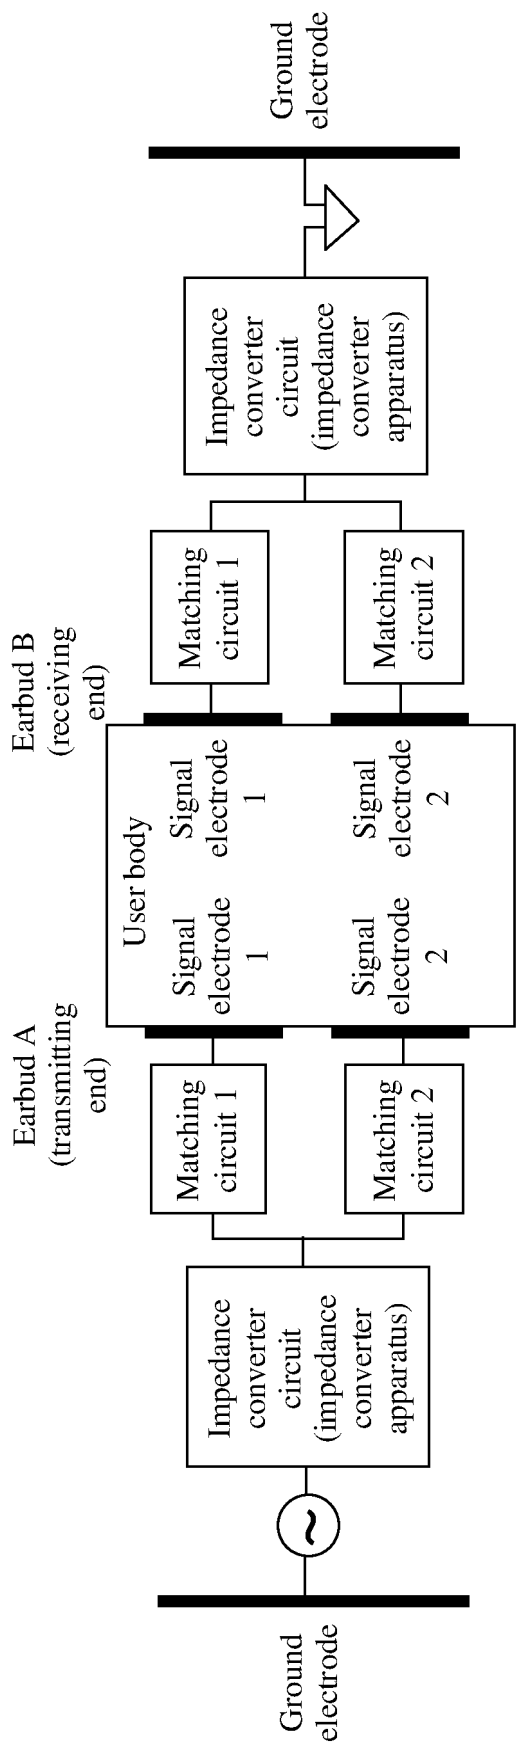 Earbud A
(transmitting
end)
Earbud B
(receiving
end)
Ground
electrode
Impedance
converter
circuit
(impedance
converter
apparatus)
Matching
circuit 1
Matching
circuit 2
User body
Signal
electrode
1
Signal
electrode
2
Signal
electrode
1
Signal
electrode
2
Matching
circuit 1
Matching
circuit 2
Impedance
converter
circuit
(impedance
converter
apparatus)
Ground
electrode